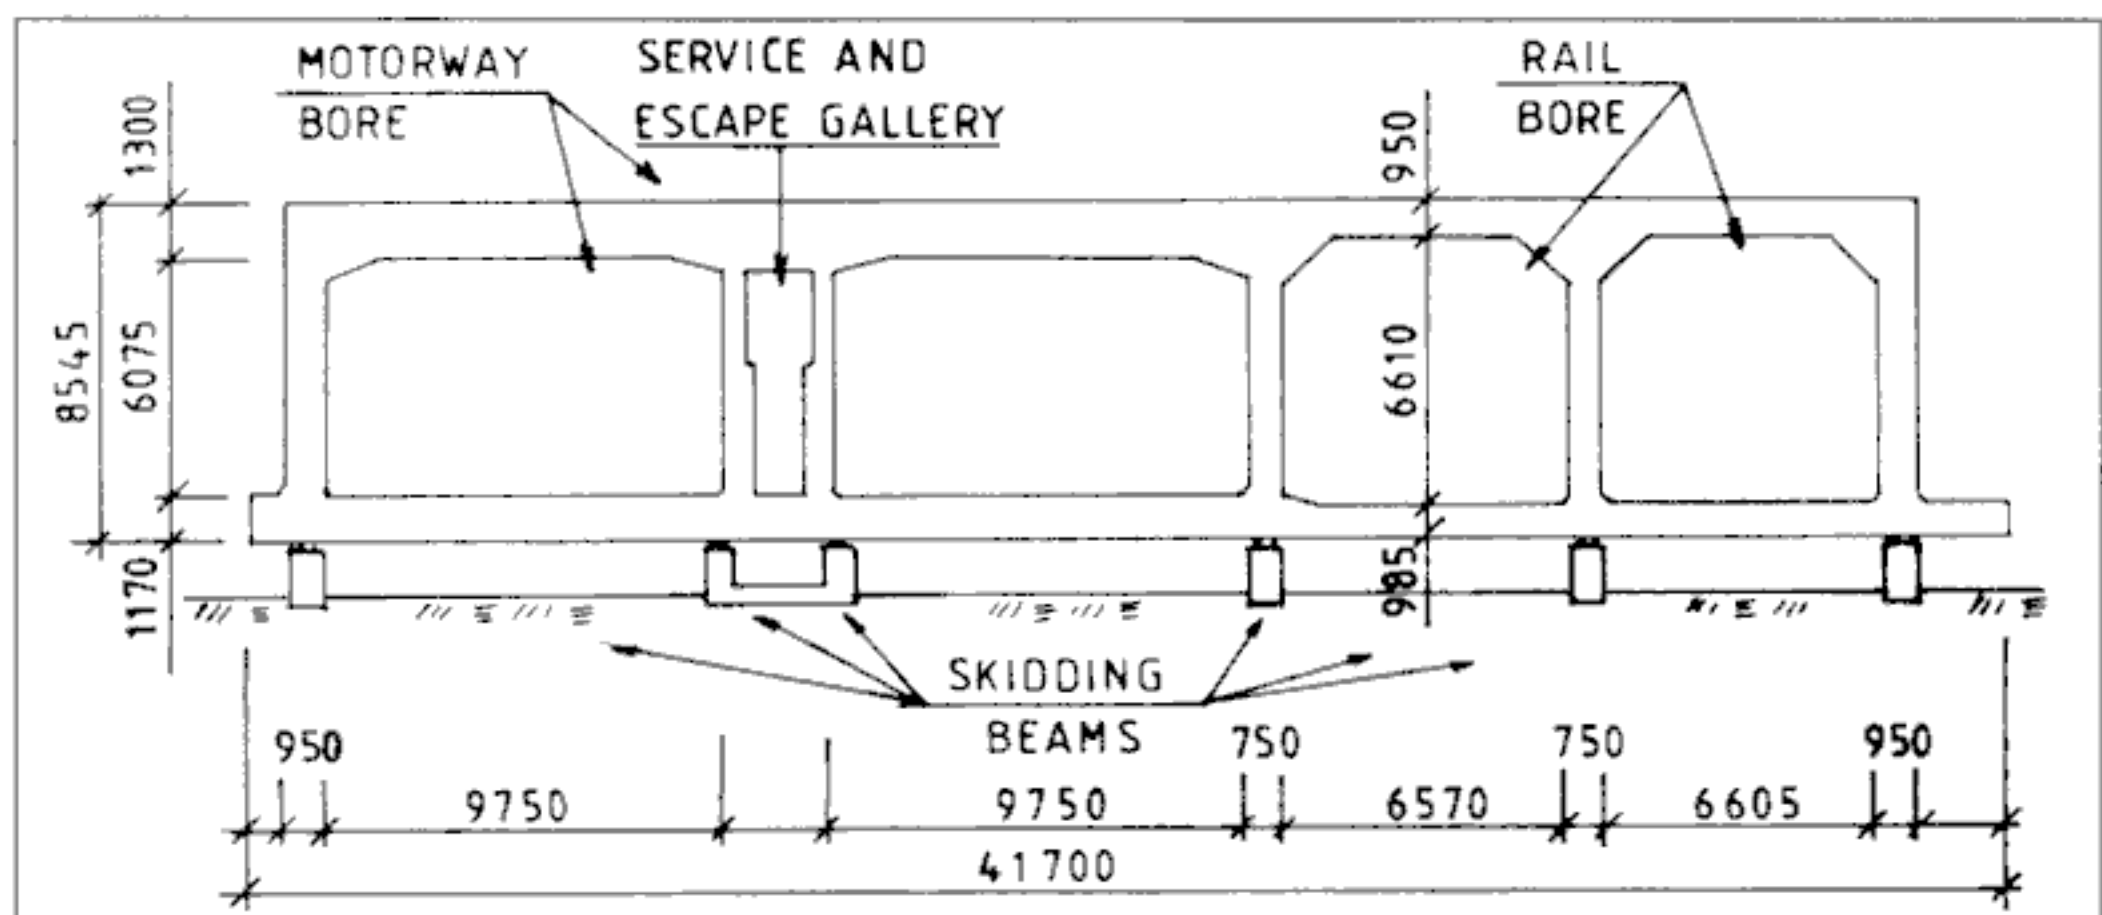 MOTORWAY
BORE
SERVICE AND
ESCAPE GALLERY
RAIL
BORE
1300
950
8545
6075
6610
1170
985
SKIDDING
BEAMS
950
750
750
950
9750
9750
6570
6605
41700